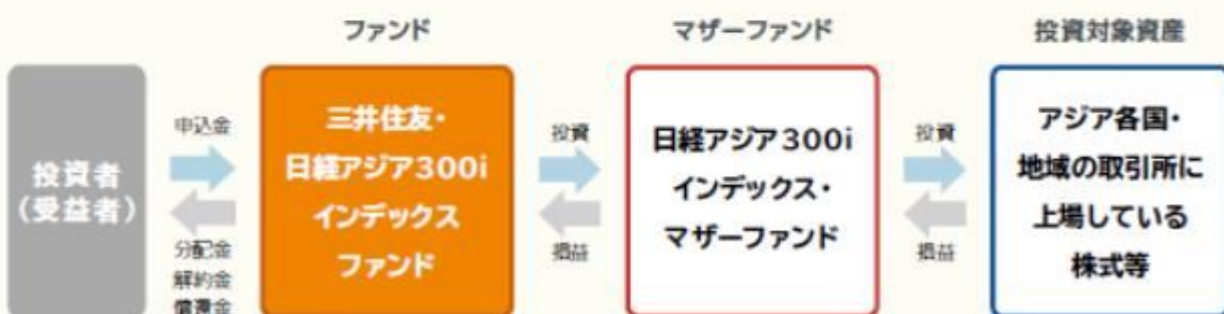 ファンド
マザーファンド
投資対象資産
投資者
(受益者)
申込金
分配金
解約金
償還金
三井住友・
日経アジア300i
インデックス
ファンド
投資
損益
日経アジア300i
インデックス・
マザーファンド
投資
損益
アジア各国・
地域の取引所に
上場している
株式等